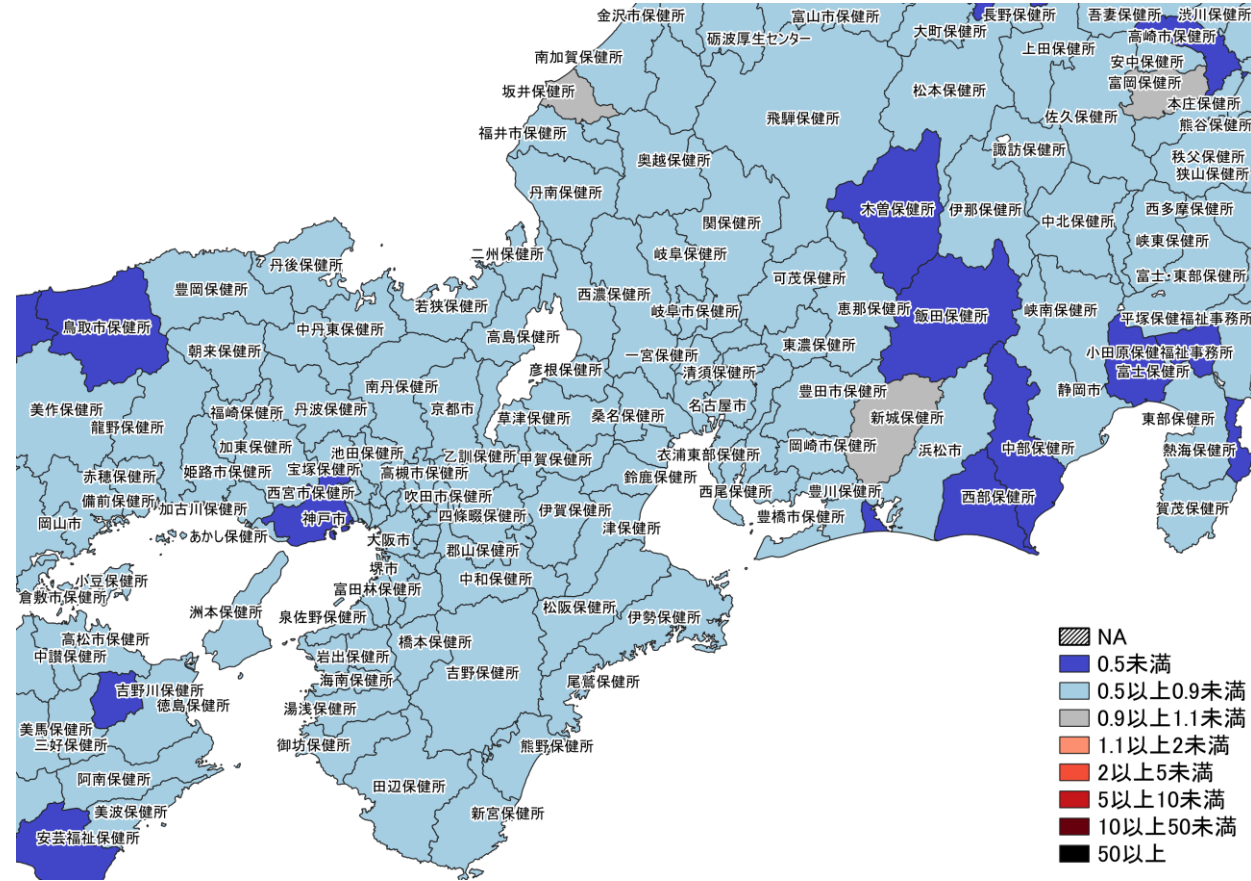 金沢市保健所
富山市保健所
長野保健所
吾妻保健所
渋川保健所
砺波厚生センター
大町保健所
高崎市保健所
南加賀保健所
上田保健所
安中保健所
坂井保健所
松本保健所
富岡保健所
本庄保健所
飛騨保健所
佐久保健所
熊谷保健所
福井市保健所
奥越保健所
諏訪保健所
秩父保健所
狭山保健所
丹南保健所
木曽保健所
伊那保健所
中北保健所
西多摩保健所
関保健所
峡東保健所
二州保健所
岐阜保健所
丹後保健所
可茂保健所
富士・東部保健所
豊岡保健所
西濃保健所
若狭保健所
恵那保健所
飯田保健所
峡南保健所
岐阜市保健所
平塚保健福祉事務所
鳥取市保健所
中丹東保健所
高島保健所
東濃保健所
朝来保健所
一宮保健所
小田原保健福祉事務所
彦根保健所
清須保健所
富士保健所
南丹保健所
豊田市保健所
静岡市
美作保健所
福崎保健所
丹波保健所
京都市
草津保健所
桑名保健所
名古屋市
新城保健所
東部保健所
龍野保健所
加東保健所
池田保健所
乙訓保健所
甲賀保健所
衣浦東部保健所
岡崎市保健所
浜松市
中部保健所
熱海保健所
赤穂保健所
姫路市保健所
宝塚保健所
高槻市保健所
鈴鹿保健所
備前保健所
加古川保健所
西宮市保健所
吹田市保健所
伊賀保健所
西尾保健所
豊川保健所
西部保健所
賀茂保健所
岡山市
神戸市
四條畷保健所
豊橋市保健所
あかし保健所
大阪市
郡山保健所
津保健所
小豆保健所
堺市
中和保健所
倉敷市保健所
洲本保健所
富田林保健所
松阪保健所
伊勢保健所
泉佐野保健所
高松市保健所
橋本保健所
中讃保健所
岩出保健所
吉野保健所
海南保健所
尾鷲保健所
吉野川保健所
徳島保健所
湯浅保健所
美馬保健所
三好保健所
御坊保健所
熊野保健所
阿南保健所
田辺保健所
美波保健所
新宮保健所
安芸福祉保健所
NA
0.5未満
0.5以上0.9未満
0.9以上1.1未満
1.1以上2未満
2以上5未満
5以上10未満
10以上50未満
50以上